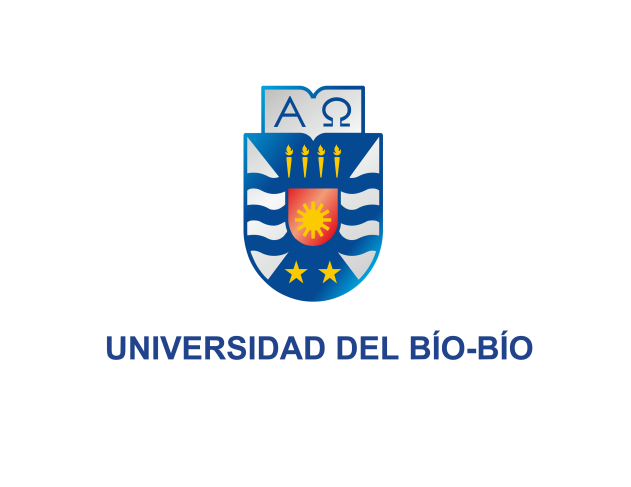 Α Ω
UNIVERSIDAD DEL BÍO-BÍO